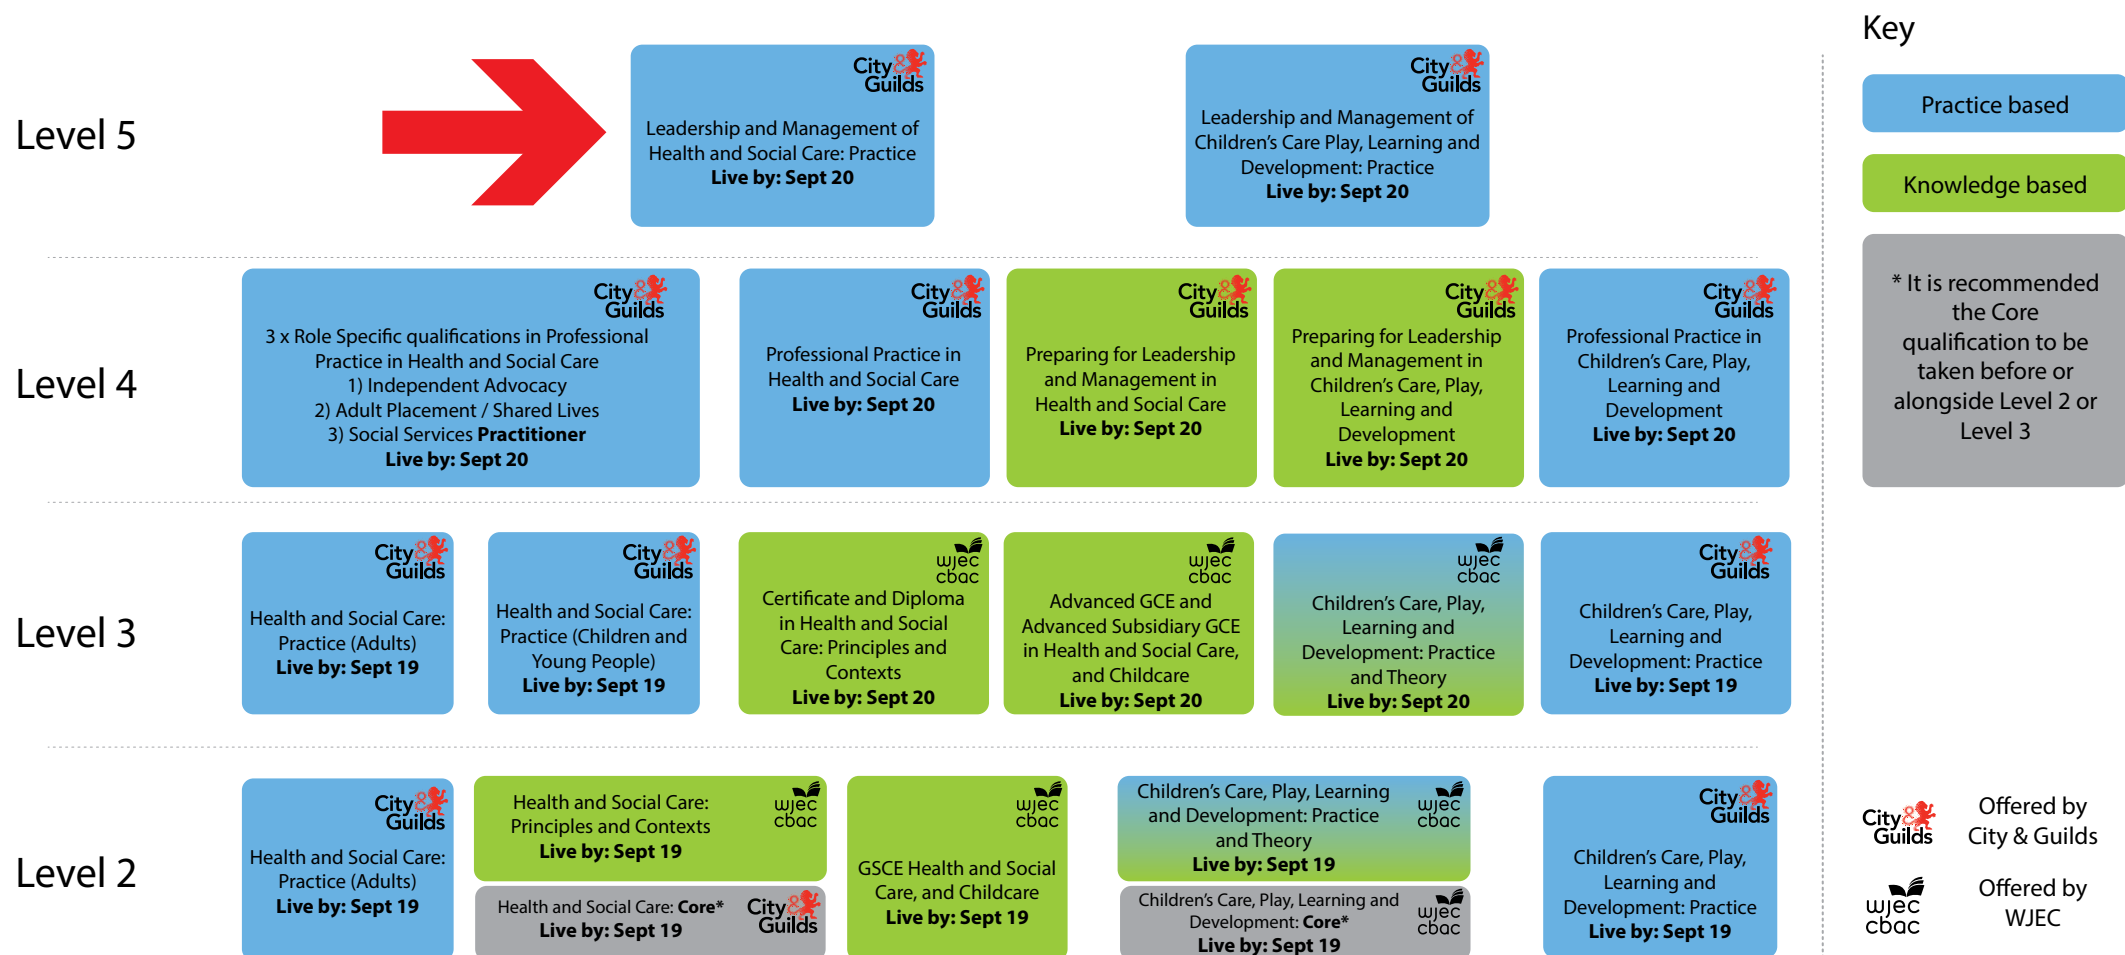 Key
City & Guilds
Leadership and Management of
Health and Social Care: Practice
Live by: Sept 20
City & Guilds
Leadership and Management of
Children's Care Play, Learning and
Development: Practice
Live by: Sept 20
Level 5
Practice based
Knowledge based
* It is recommended
the Core
qualification to be
taken before or
alongside Level 2 or
Level 3
Level 4
City & Guilds
3 x Role Specific qualifications in Professional
Practice in Health and Social Care
1) Independent Advocacy
2) Adult Placement / Shared Lives
3) Social Services Practitioner
Live by: Sept 20
City & Guilds
Professional Practice in
Health and Social Care
Live by: Sept 20
City & Guilds
Preparing for Leadership
and Management in
Health and Social Care
Live by: Sept 20
City & Guilds
Preparing for Leadership
and Management in
Children's Care, Play,
Learning and
Development
Live by: Sept 20
City & Guilds
Professional Practice in
Children's Care, Play,
Learning and
Development
Live by: Sept 20
Level 3
City & Guilds
Health and Social Care:
Practice (Adults)
Live by: Sept 19
City & Guilds
Health and Social Care:
Practice (Children and
Young People)
Live by: Sept 19
wjec
cbac
Certificate and Diploma
in Health and Social
Care: Principles and
Contexts
Live by: Sept 20
wjec
cbac
Advanced GCE and
Advanced Subsidiary GCE
in Health and Social Care,
and Childcare
Live by: Sept 20
wjec
cbac
Children's Care, Play,
Learning and
Development: Practice
and Theory
Live by: Sept 20
City & Guilds
Children's Care, Play,
Learning and
Development: Practice
Live by: Sept 19
Level 2
City & Guilds
Health and Social Care:
Practice (Adults)
Live by: Sept 19
Health and Social Care:
Principles and Contexts
Live by: Sept 19
wjec
cbac
Health and Social Care: Core*
Live by: Sept 19
City & Guilds
wjec
cbac
GSCE Health and Social
Care, and Childcare
Live by: Sept 19
Children's Care, Play, Learning
and Development: Practice
and Theory
Live by: Sept 19
wjec
cbac
Children's Care, Play, Learning and
Development: Core*
Live by: Sept 19
wjec
cbac
City & Guilds
Children's Care, Play,
Learning and
Development: Practice
Live by: Sept 19
City & Guilds
Offered by
City & Guilds
wjec
cbac
Offered by
WJEC